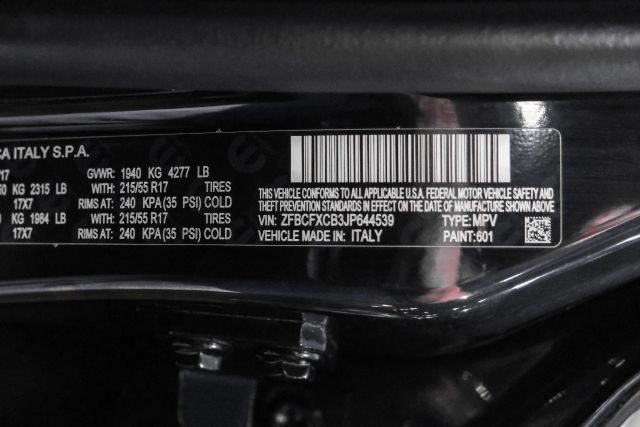 CA ITALY S.P.A.
/17 GVWR: 1940 KG 4277 LB
KG 2315 LB WITH: 215/55 R17 TIRES
17X7 RIMS AT: 240 KPA (35 PSI) COLD
KG 1984 LB WITH: 215/55 R17 TIRES
17X7 RIMS AT: 240 KPA (35 PSI) COLD
THIS VEHICLE CONFORMS TO ALL APPLICABLE U.S.A. FEDERAL MOTOR VEHICLE SAFETY, BUMPER, AND
THEFT PREVENTION STANDARDS IN EFFECT ON THE DATE OF MANUFACTURE SHOWN ABOVE.
VIN: ZFBCFXCB3JP644539 TYPE: MPV
VEHICLE MADE IN: ITALY PAINT: 601